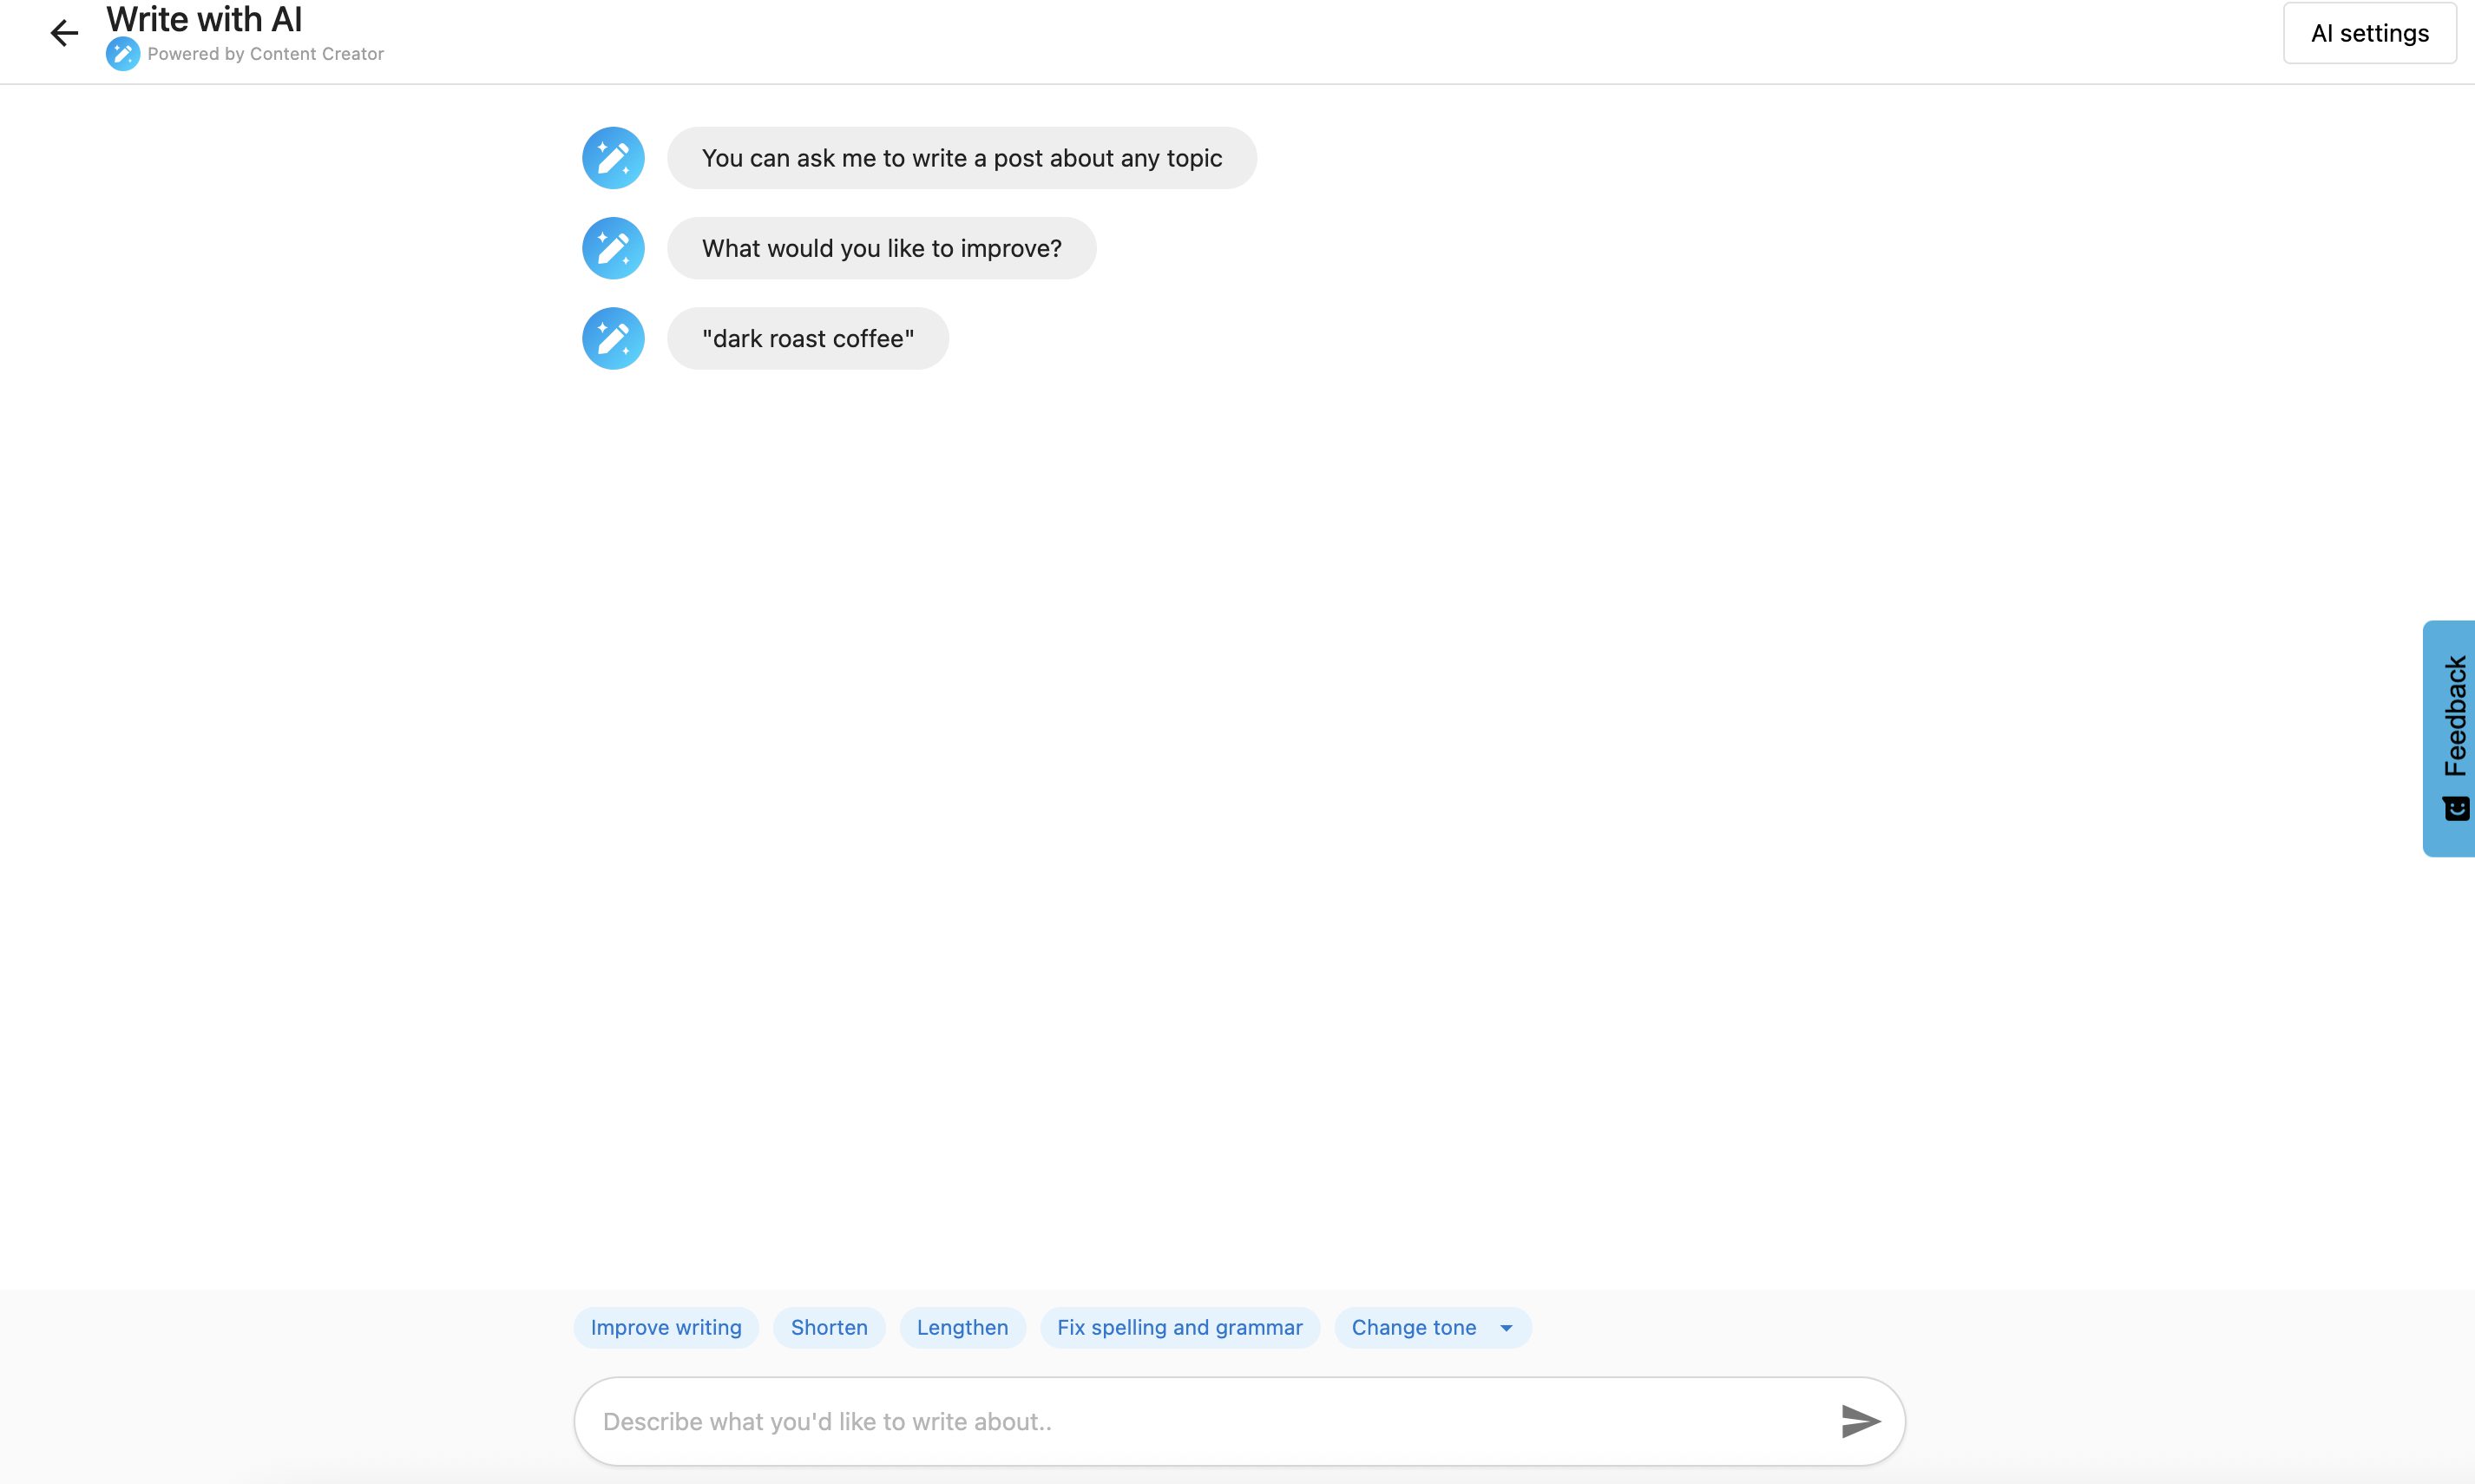 Write with AI
Powered by Content Creator
AI settings
You can ask me to write a post about any topic
What would you like to improve?
"dark roast coffee"
Feedback
Improve writing
Shorten
Lengthen
Fix spelling and grammar
Change tone
Describe what you'd like to write about..